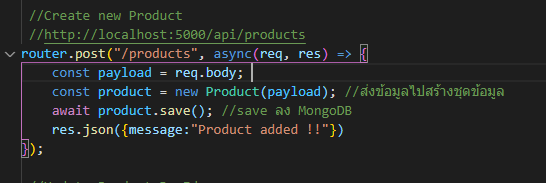 //Create new Product
//http://localhost:5000/api/products
router.post("/products", async(req, res) => {
const payload = req.body;
const product = new Product(payload); //ส่งข้อมูลไปสร้างชุดข้อมูล
await product.save(); //save ลง MongoDB
res.json({message:"Product added !!"})
});